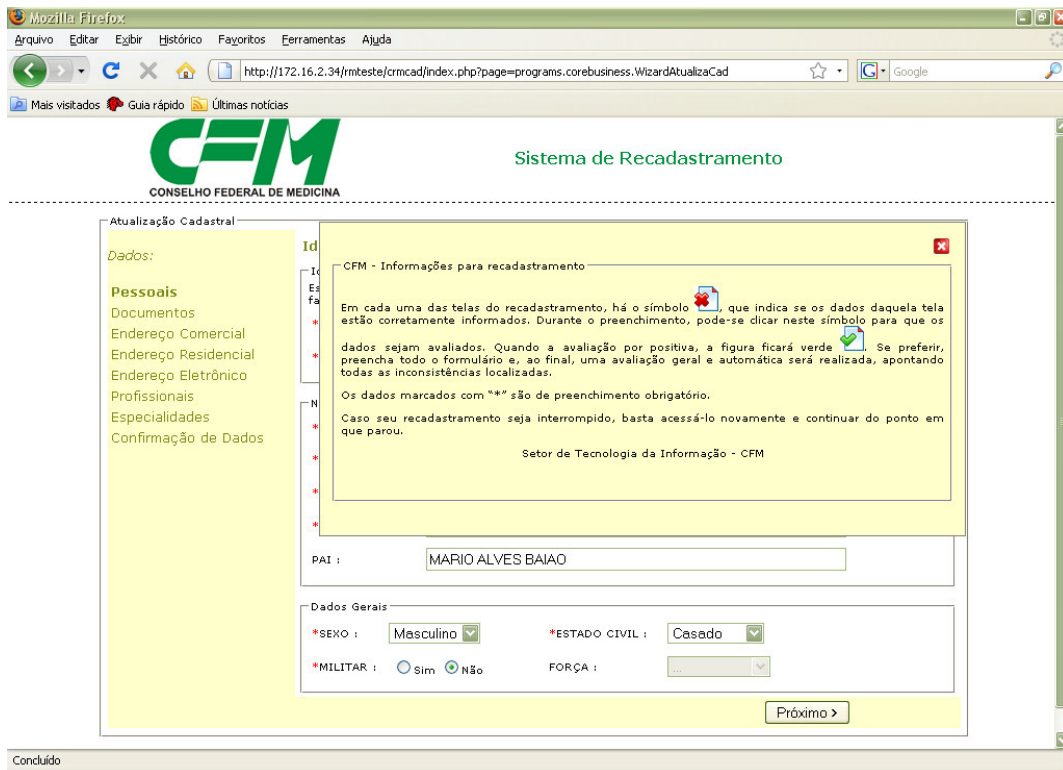 Mozilla Firefox
Arquivo Editar Exibir Histórico Favoritos Ferramentas Ajuda
http://172.16.2.34/rmteste/crmcad/index.php?page=programs.corebusiness.WizardAtualizaCad
G Google
Mais visitados Guia rápido Últimas notícias
CFM
CONSELHO FEDERAL DE MEDICINA
Sistema de Recadastramento
Atualização Cadastral
Dados:
Pessoais
Documentos
Endereço Comercial
Endereço Residencial
Endereço Eletrônico
Profissionais
Especialidades
Confirmação de Dados
Id
Es
fa
*
*
N
*
*
*
*
CFM - Informações para recadastramento
Em cada uma das telas do recadastramento, há o símbolo , que indica se os dados daquela tela
estão corretamente informados. Durante o preenchimento, pode-se clicar neste símbolo para que os
dados sejam avaliados. Quando a avaliação por positiva, a figura ficará verde . Se preferir,
preencha todo o formulário e, ao final, uma avaliação geral e automática será realizada, apontando
todas as inconsistências localizadas.
Os dados marcados com "*" são de preenchimento obrigatório.
Caso seu recadastramento seja interrompido, basta acessá-lo novamente e continuar do ponto em
que parou.
Setor de Tecnologia da Informação - CFM
PAI : MARIO ALVES BAIAO
Dados Gerais
*SEXO : Masculino *ESTADO CIVIL : Casado
*MILITAR : Sim Não FORÇA : ...
Próximo >
Concluído